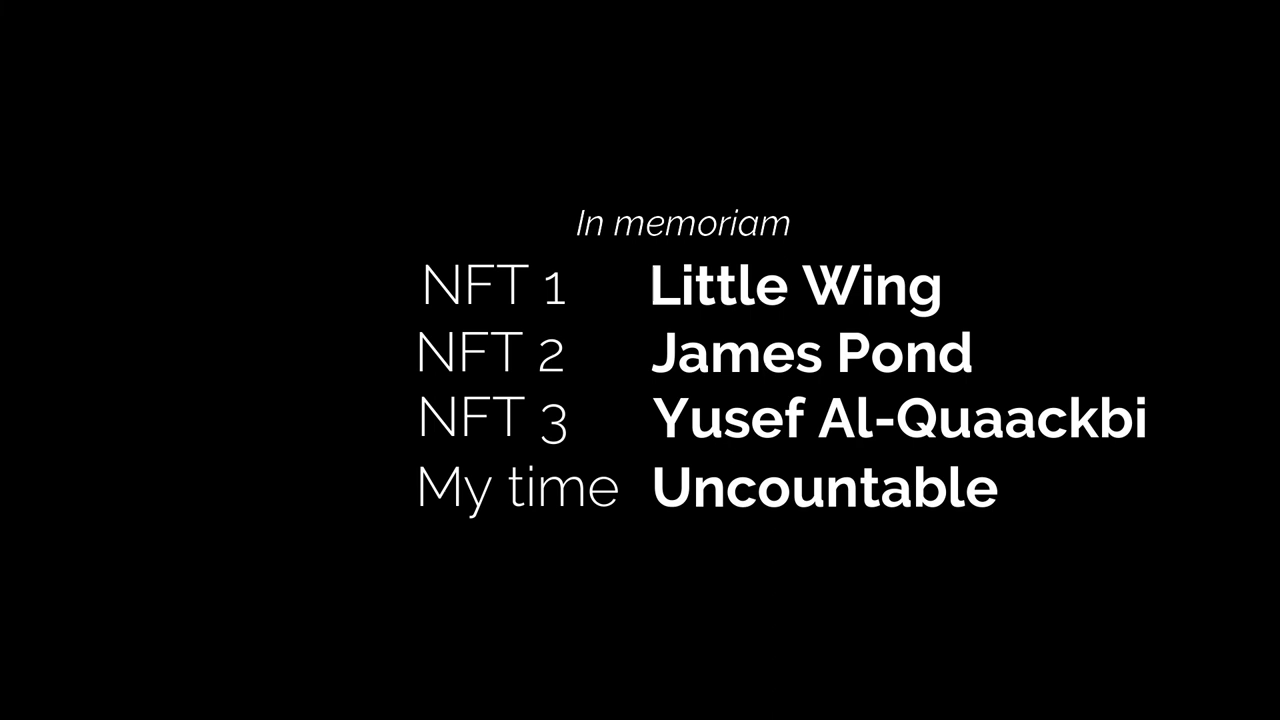 In memoriam
NFT 1 Little Wing
NFT 2 James Pond
NFT 3 Yusef Al-Quaackbi
My time Uncountable